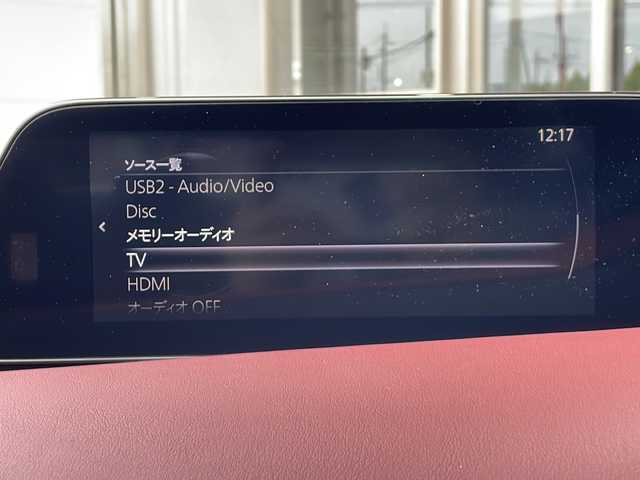 12:17
ソース一覧
USB2 - Audio/Video
Disc
メモリーオーディオ
TV
HDMI
オーディオ OFF